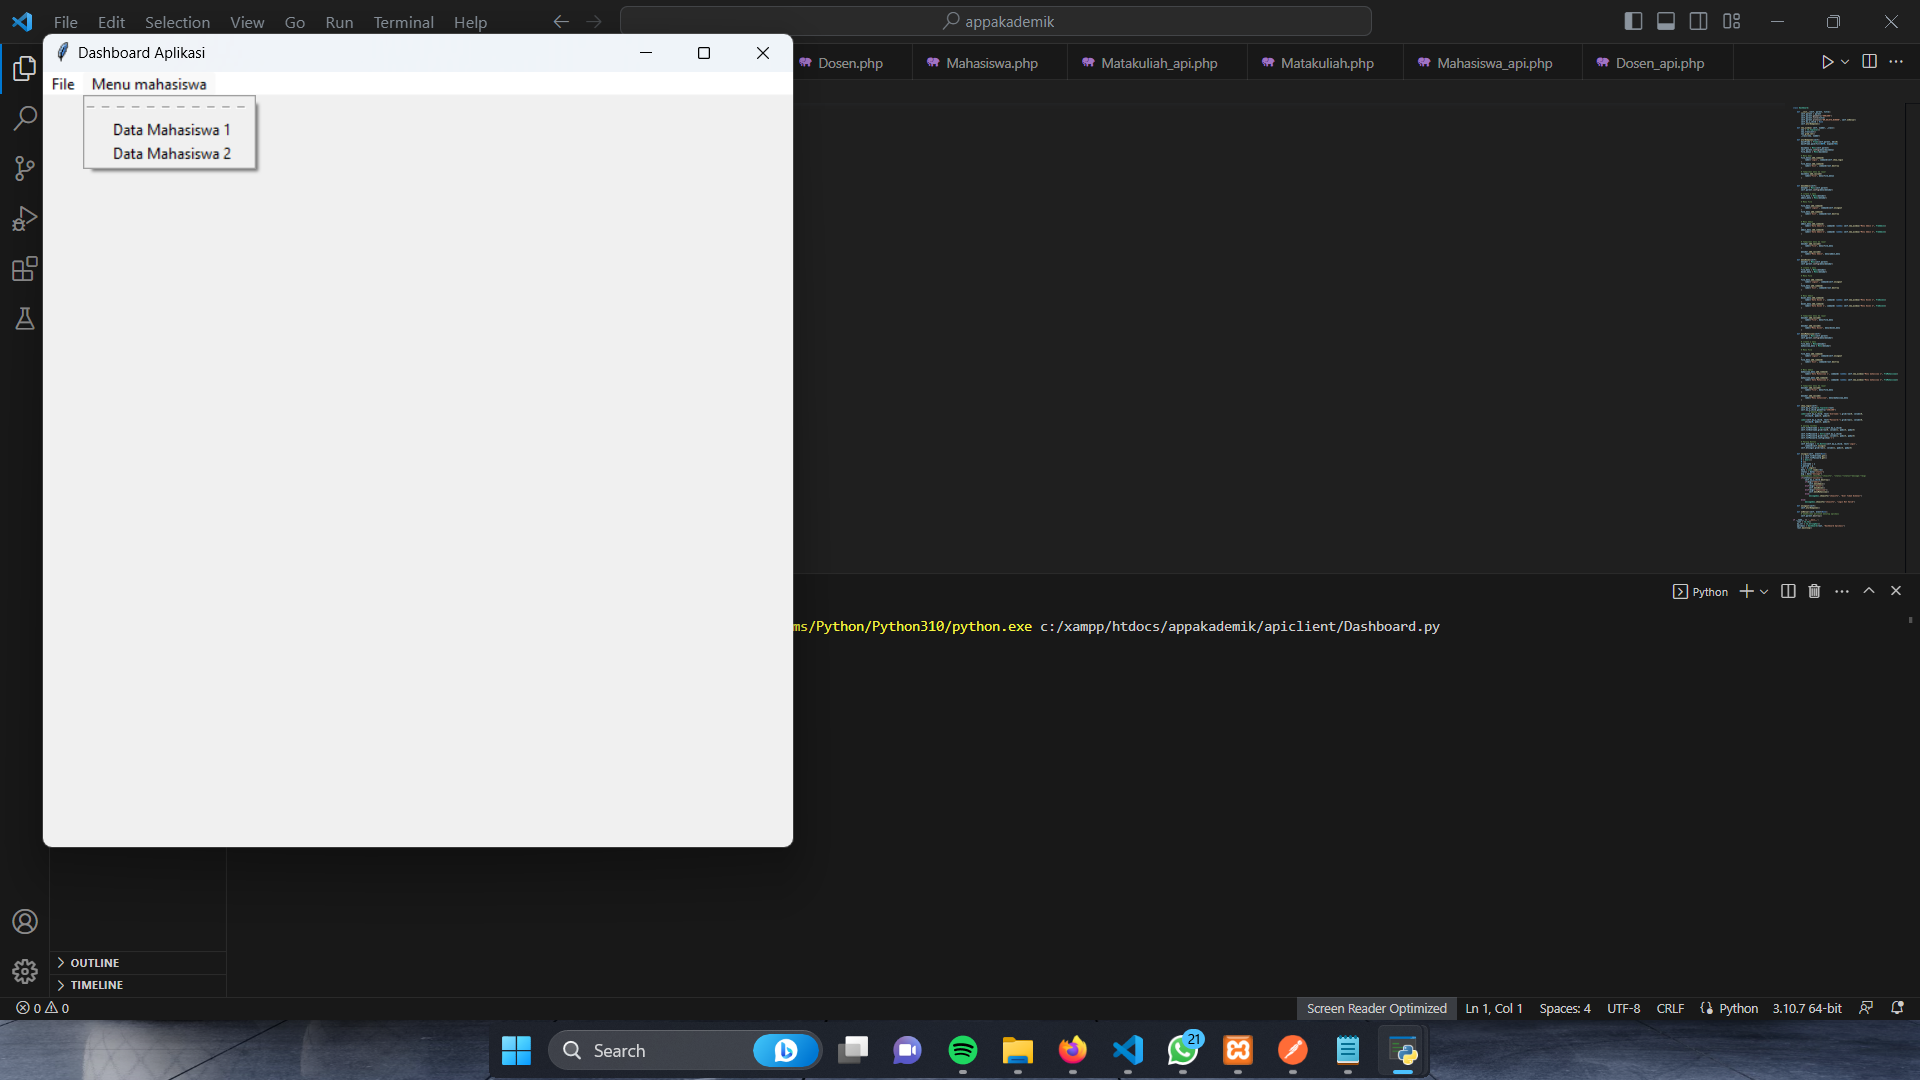 File Edit Selection View Go Run Terminal Help
appakademik
Dashboard Aplikasi
File Menu mahasiswa
Data Mahasiswa 1
Data Mahasiswa 2
Dosen.php Mahasiswa.php Matakuliah_api.php Matakuliah.php Mahasiswa_api.php Dosen_api.php
Python
ms/Python/Python310/python.exe c:/xampp/htdocs/appakademik/apiclient/Dashboard.py
OUTLINE
TIMELINE
0 0
Screen Reader Optimized Ln 1, Col 1 Spaces: 4 UTF-8 CRLF Python 3.10.7 64-bit
Search
21